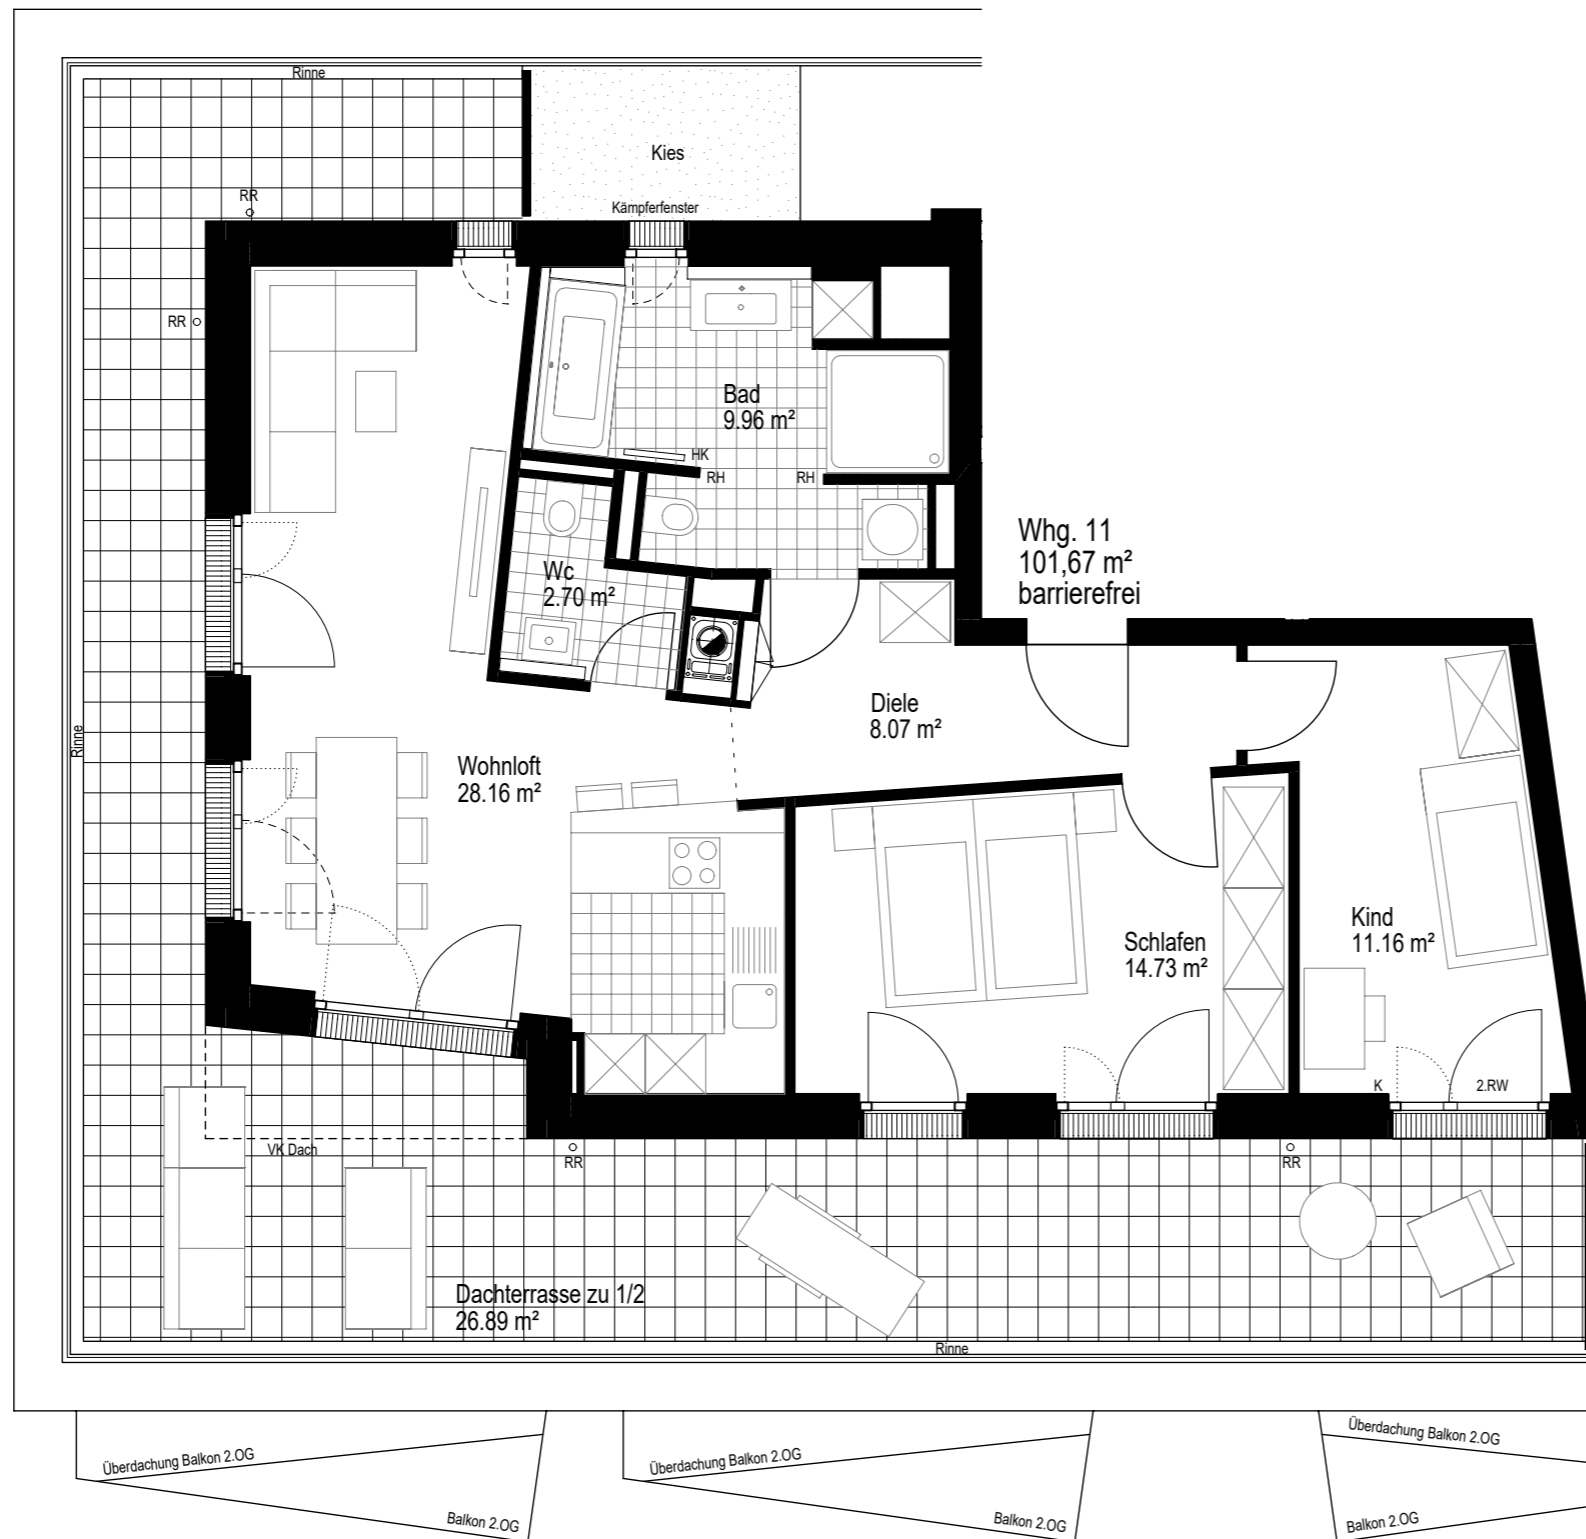 Rinne
Kies
RR
Kämpferfenster
RR
Bad
9.96 m²
HK
RH
RH
Whg. 11
101,67 m²
barrierefrei
Wc
2.70 m²
Diele
8.07 m²
Rinne
Wohnloft
28.16 m²
Kind
11.16 m²
Schlafen
14.73 m²
K
2.RW
VK Dach
RR
RR
Dachterrasse zu 1/2
26.89 m²
Rinne
Überdachung Balkon 2.OG
Überdachung Balkon 2.OG
Überdachung Balkon 2.OG
Balkon 2.OG
Balkon 2.OG
Balkon 2.OG